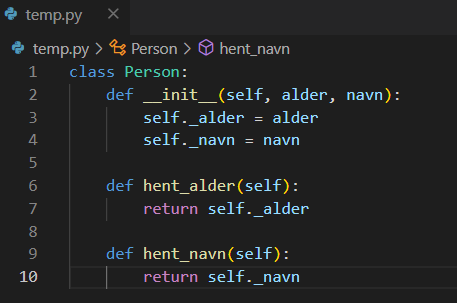 temp.py
temp.py > Person > hent_navn
1 class Person:
2     def __init__(self, alder, navn):
3         self._alder = alder
4         self._navn = navn
5
6     def hent_alder(self):
7         return self._alder
8
9     def hent_navn(self):
10         return self._navn